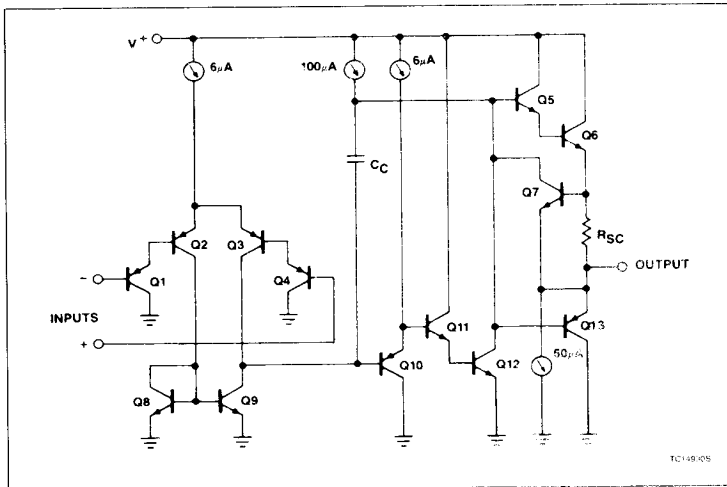 V+
6μA
100μA
6μA
Q5
Q6
CC
Q7
RSC
Q2
Q3
Q1
Q4
OUTPUT
−
INPUTS
+
Q11
Q13
Q10
Q12
50μA
Q8
Q9
TC14930S